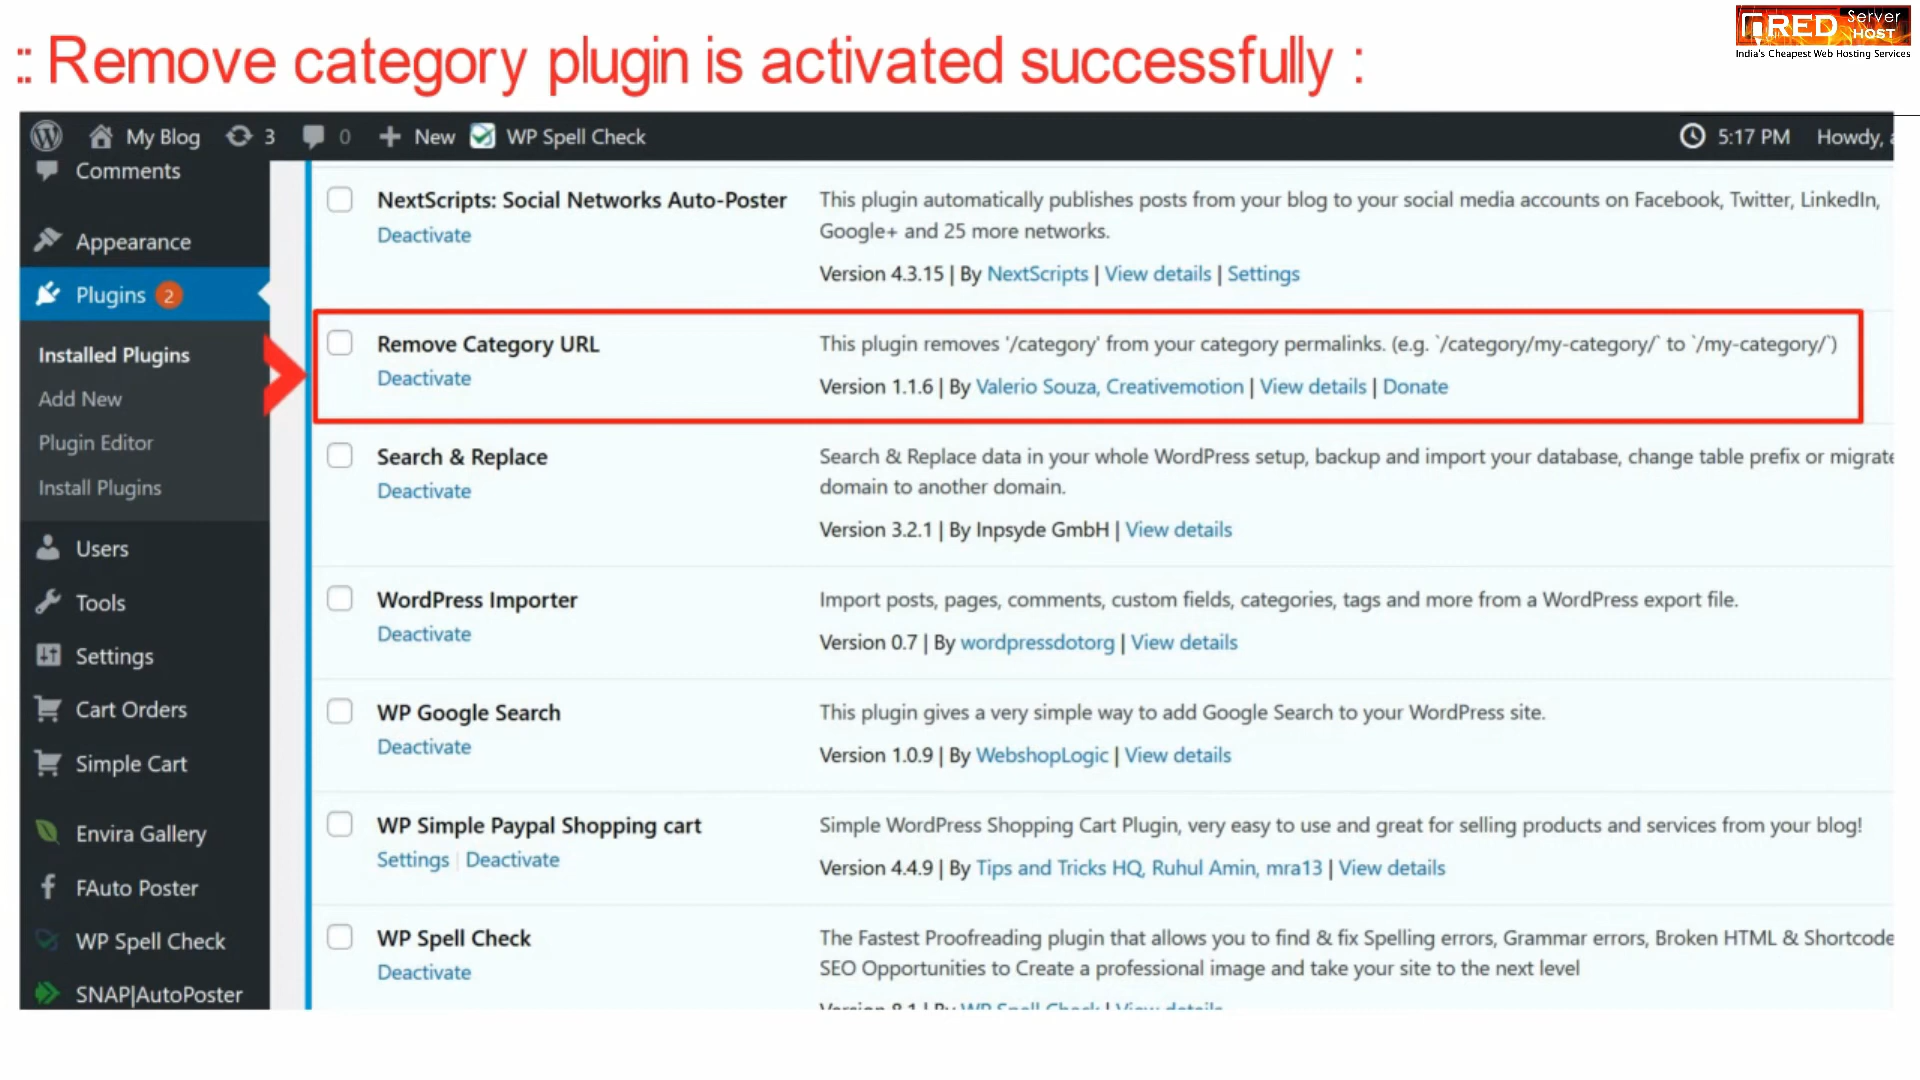 :: Remove category plugin is activated successfully :
RED Server HOST
India's Cheapest Web Hosting Services
My Blog 3 0 New WP Spell Check 5:17 PM Howdy,
Comments
Appearance
Plugins 2
Installed Plugins
Add New
Plugin Editor
Install Plugins
Users
Tools
Settings
Cart Orders
Simple Cart
Envira Gallery
FAuto Poster
WP Spell Check
SNAP|AutoPoster
NextScripts: Social Networks Auto-Poster
Deactivate
This plugin automatically publishes posts from your blog to your social media accounts on Facebook, Twitter, LinkedIn,
Google+ and 25 more networks.
Version 4.3.15 | By NextScripts | View details | Settings
Remove Category URL
Deactivate
This plugin removes '/category' from your category permalinks. (e.g. `/category/my-category/` to `/my-category/`)
Version 1.1.6 | By Valerio Souza, Creativemotion | View details | Donate
Search & Replace
Deactivate
Search & Replace data in your whole WordPress setup, backup and import your database, change table prefix or migrate
domain to another domain.
Version 3.2.1 | By Inpsyde GmbH | View details
WordPress Importer
Deactivate
Import posts, pages, comments, custom fields, categories, tags and more from a WordPress export file.
Version 0.7 | By wordpressdotorg | View details
WP Google Search
Deactivate
This plugin gives a very simple way to add Google Search to your WordPress site.
Version 1.0.9 | By WebshopLogic | View details
WP Simple Paypal Shopping cart
Settings | Deactivate
Simple WordPress Shopping Cart Plugin, very easy to use and great for selling products and services from your blog!
Version 4.4.9 | By Tips and Tricks HQ, Ruhul Amin, mra13 | View details
WP Spell Check
Deactivate
The Fastest Proofreading plugin that allows you to find & fix Spelling errors, Grammar errors, Broken HTML & Shortcode
SEO Opportunities to Create a professional image and take your site to the next level
By WP Spell Check | View details